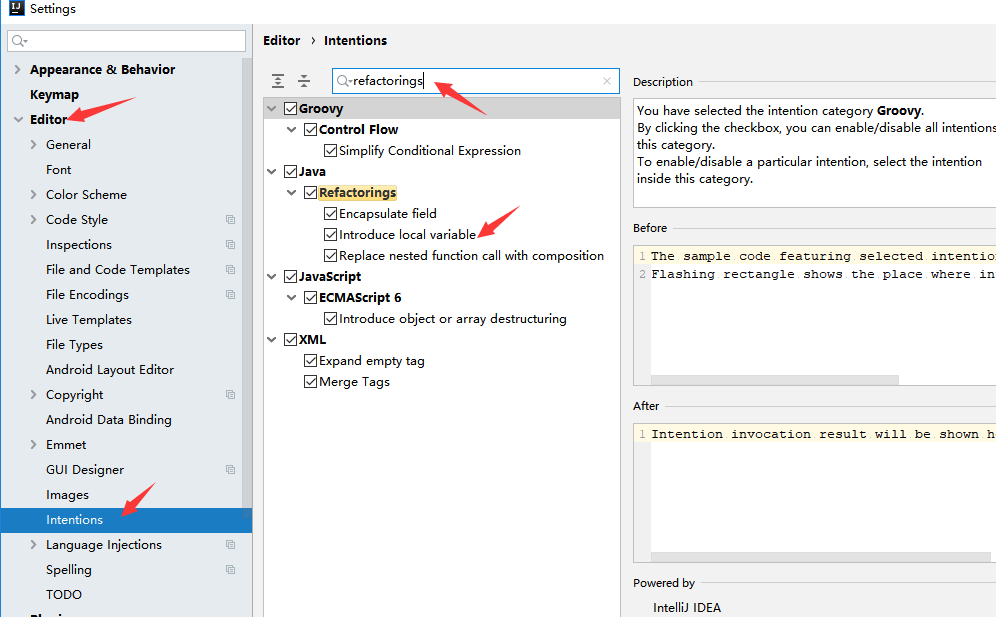 IJ Settings
Appearance & Behavior
Keymap
Editor
General
Font
Color Scheme
Code Style
Inspections
File and Code Templates
File Encodings
Live Templates
File Types
Android Layout Editor
Copyright
Android Data Binding
Emmet
GUI Designer
Images
Intentions
Language Injections
Spelling
TODO
Editor › Intentions
refactorings
Groovy
Control Flow
Simplify Conditional Expression
Java
Refactorings
Encapsulate field
Introduce local variable
Replace nested function call with composition
JavaScript
ECMAScript 6
Introduce object or array destructuring
XML
Expand empty tag
Merge Tags
Description
You have selected the intention category Groovy.
By clicking the checkbox, you can enable/disable all intentions
this category.
To enable/disable a particular intention, select the intention
inside this category.
Before
1 The sample code featuring selected intentio
2 Flashing rectangle shows the place where in
After
1 Intention invocation result will be shown h
Powered by
IntelliJ IDEA